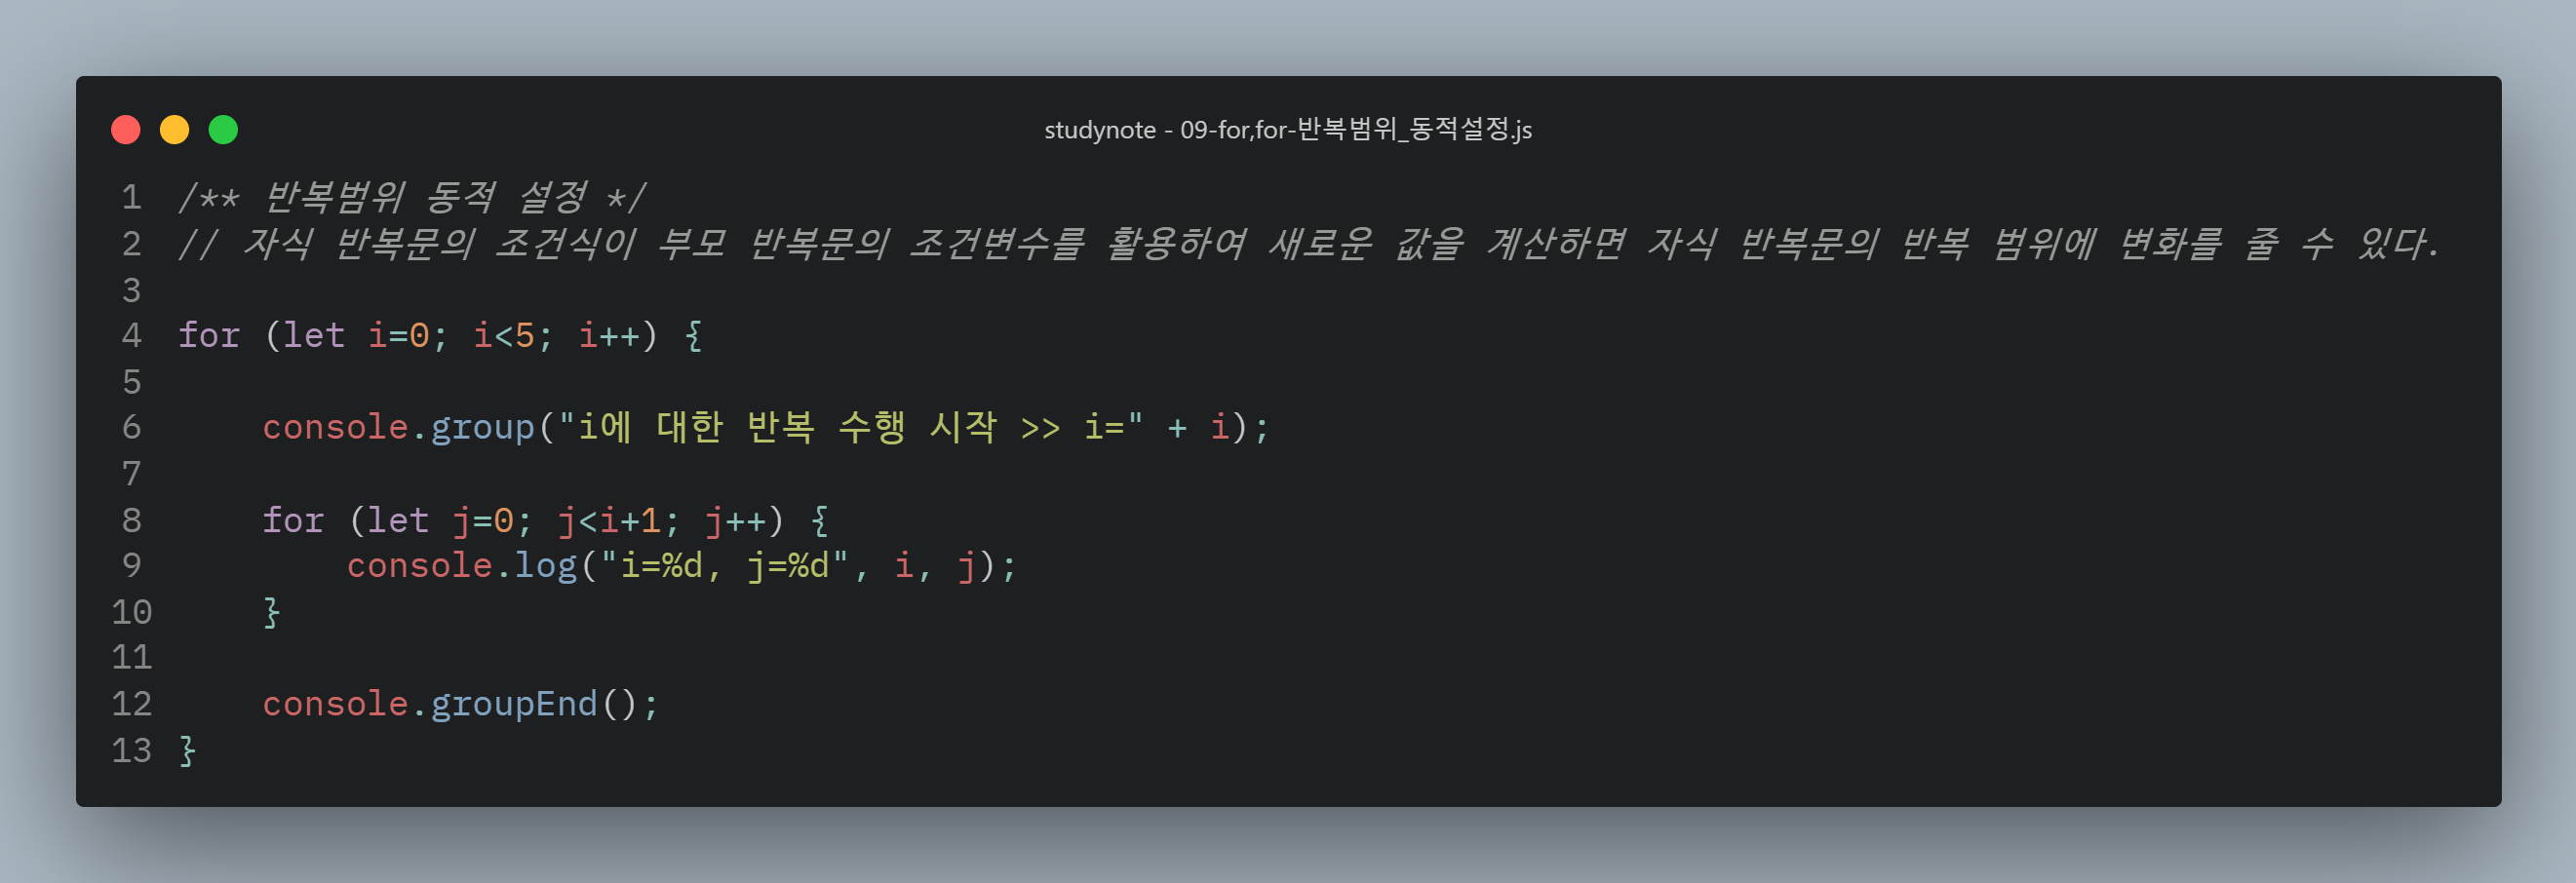 studynote - 09-for,for-반복범위_동적설정.js
1 /** 반복범위 동적 설정 */
2 // 자식 반복문의 조건식이 부모 반복문의 조건변수를 활용하여 새로운 값을 계산하면 자식 반복문의 반복 범위에 변화를 줄 수 있다.
3
4 for (let i=0; i<5; i++) {
5
6     console.group("i에 대한 반복 수행 시작 >> i=" + i);
7
8     for (let j=0; j<i+1; j++) {
9         console.log("i=%d, j=%d", i, j);
10     }
11
12     console.groupEnd();
13 }